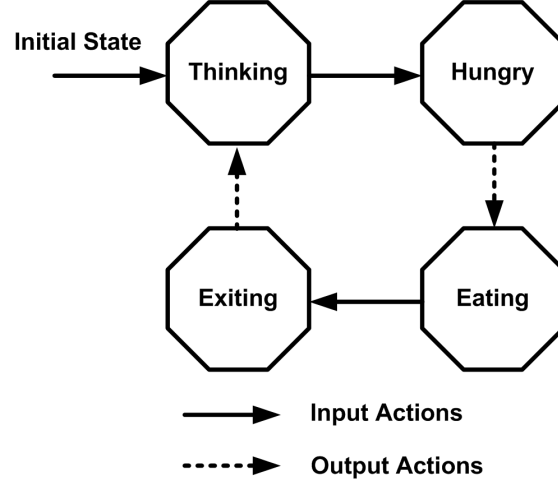 Initial State
Thinking
Hungry
Exiting
Eating
Input Actions
Output Actions